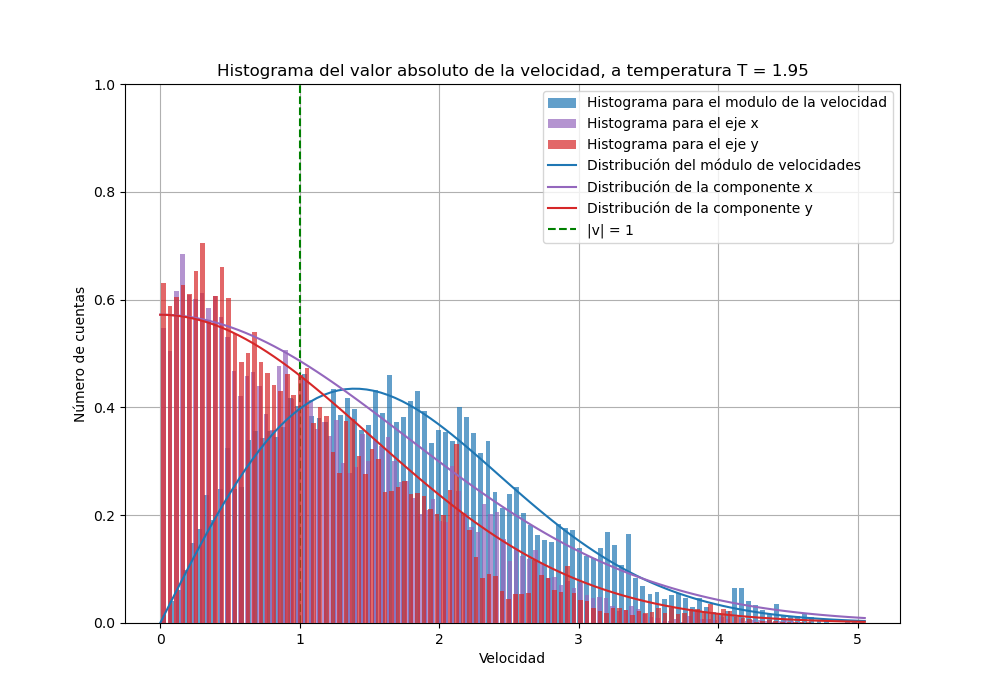 Histograma del valor absoluto de la velocidad, a temperatura T = 1.95
Histograma para el modulo de la velocidad
Histograma para el eje x
Histograma para el eje y
Distribución del módulo de velocidades
Distribución de la componente x
Distribución de la componente y
|v| = 1
Número de cuentas
1.0
0.8
0.6
0.4
0.2
0.0
0 1 2 3 4 5
Velocidad